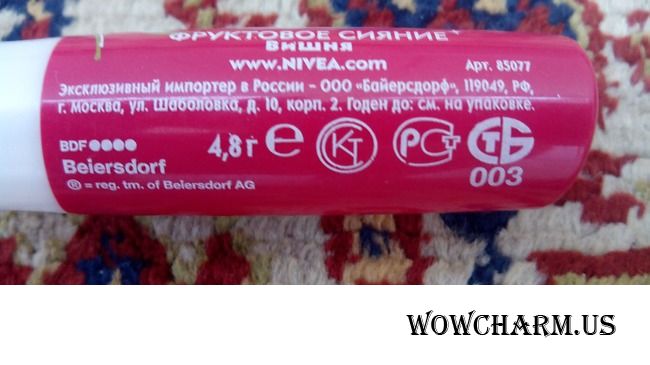 ФРУКТОВОЕ СИЯНИЕ
Вишня
www.NIVEA.com
Арт. 85077
Эксклюзивный импортер в России – ООО «Байерсдорф», 119049, РФ,
г. Москва, ул. Шаболовка, д. 10, корп. 2. Годен до: см. на упаковке.
BDF●●●●
Beiersdorf
4,8 г ℮
КТ
РСТ
СТБ
003
® = reg. tm. of Beiersdorf AG
WOWCHARM.US